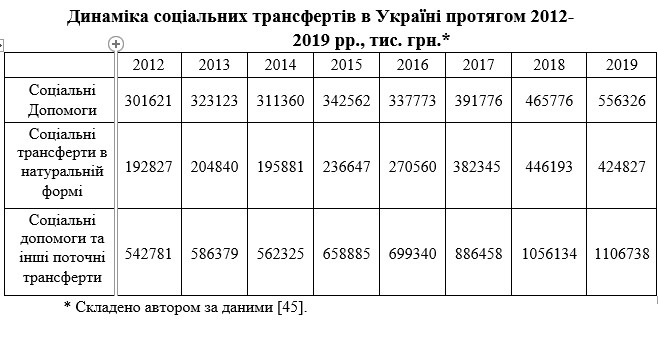 Динаміка соціальних трансфертів в Україні протягом 2012-
2019 рр., тис. грн.*
2012 2013 2014 2015 2016 2017 2018 2019
Соціальні
Допомоги
301621 323123 311360 342562 337773 391776 465776 556326
Соціальні
трансферти в
натуральній
формі
192827 204840 195881 236647 270560 382345 446193 424827
Соціальні
допомоги та
інші поточні
трансферти
542781 586379 562325 658885 699340 886458 1056134 1106738
* Складено автором за даними [45].